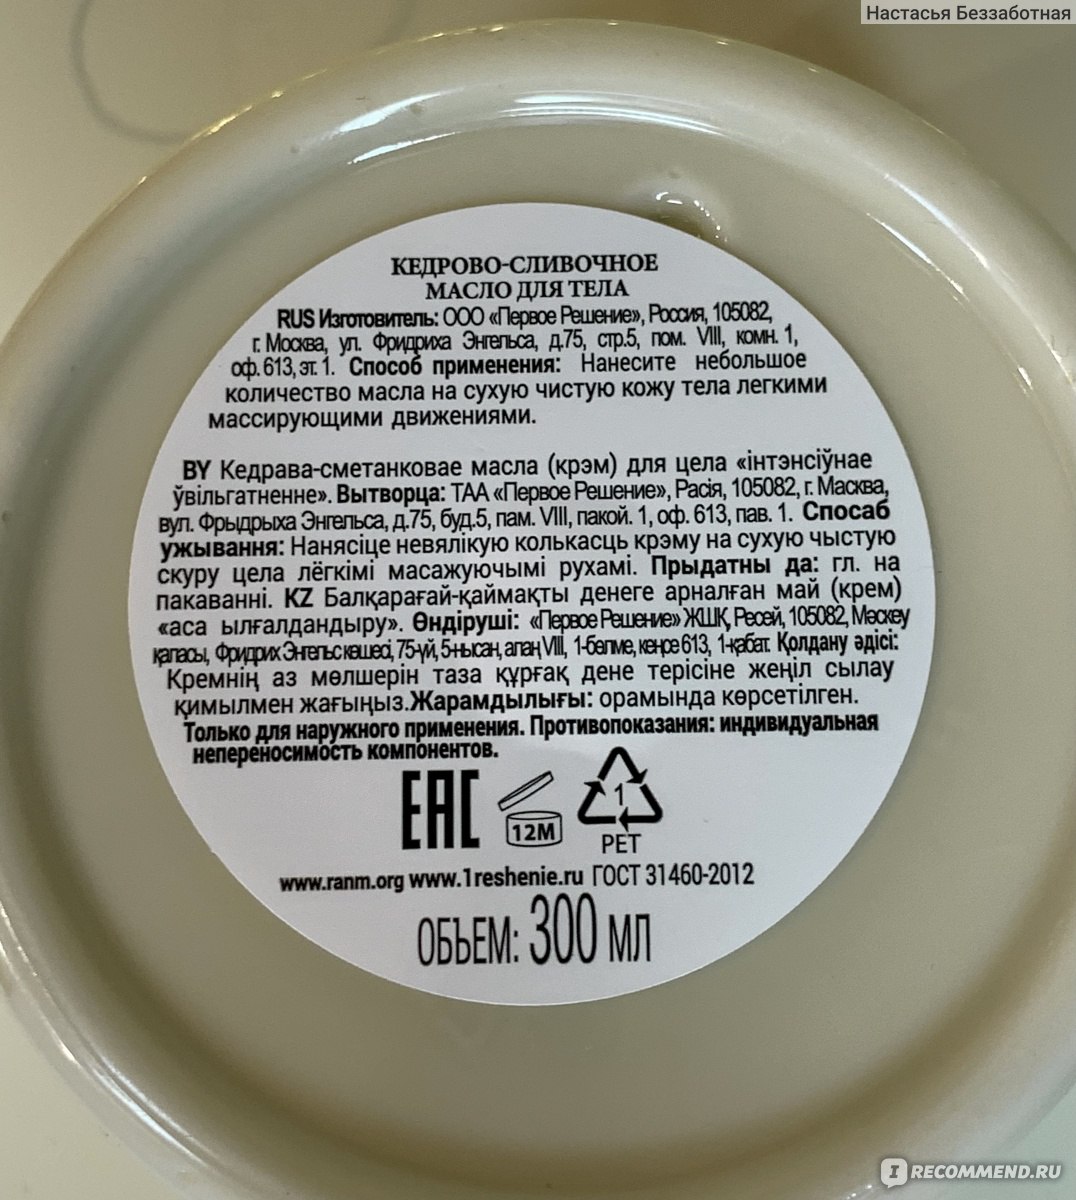 Настасья Беззаботная
КЕДРОВО-СЛИВОЧНОЕ
МАСЛО ДЛЯ ТЕЛА
RUS Изготовитель: ООО «Первое Решение», Россия, 105082,
г. Москва, ул. Фридриха Энгельса, д.75, стр.5, пом. VIII, комн. 1,
оф. 613, эт. 1. Способ применения: Нанесите небольшое
количество масла на сухую чистую кожу тела легкими
массирующими движениями.
BY Кедрава-сметанковае масла (крэм) для цела «інтэнсіўнае
ўвільгатненне». Вытворца: ТАА «Первое Решение», Расія, 105082, г. Масква,
вул. Фрыдрыха Энгельса, д.75, буд.5, пам. VIII, пакой. 1, оф. 613, пав. 1. Спосаб
ужывання: Нанясіце невялікую колькасць крэму на сухую чыстую
скуру цела лёгкімі масажуючымі рухамі. Прыдатны да: гл. на
пакаванні. KZ Балқарағай-қаймақты денеге арналған май (крем)
«аса ылғалдандыру». Өндіруші: «Первое Решение» ЖШҚ, Ресей, 105082, Мәскеу
қаласы, Фридрих Энгельс көшесі, 75-үй, 5-нысан, алаң VIII, 1-бөлме, кеңсе 613, 1-қабат. Қолдану әдісі:
Кремнің аз мөлшерін таза құрғақ дене терісіне жеңіл сылау
қимылмен жағыңыз.Жарамдылығы: орамында көрсетілген.
Только для наружного применения. Противопоказания: индивидуальная
непереносимость компонентов.
EAC 12M 1
PET
www.ranm.org www.1reshenie.ru ГОСТ 31460-2012
ОБЪЕМ: 300 МЛ
I RECOMMEND.RU